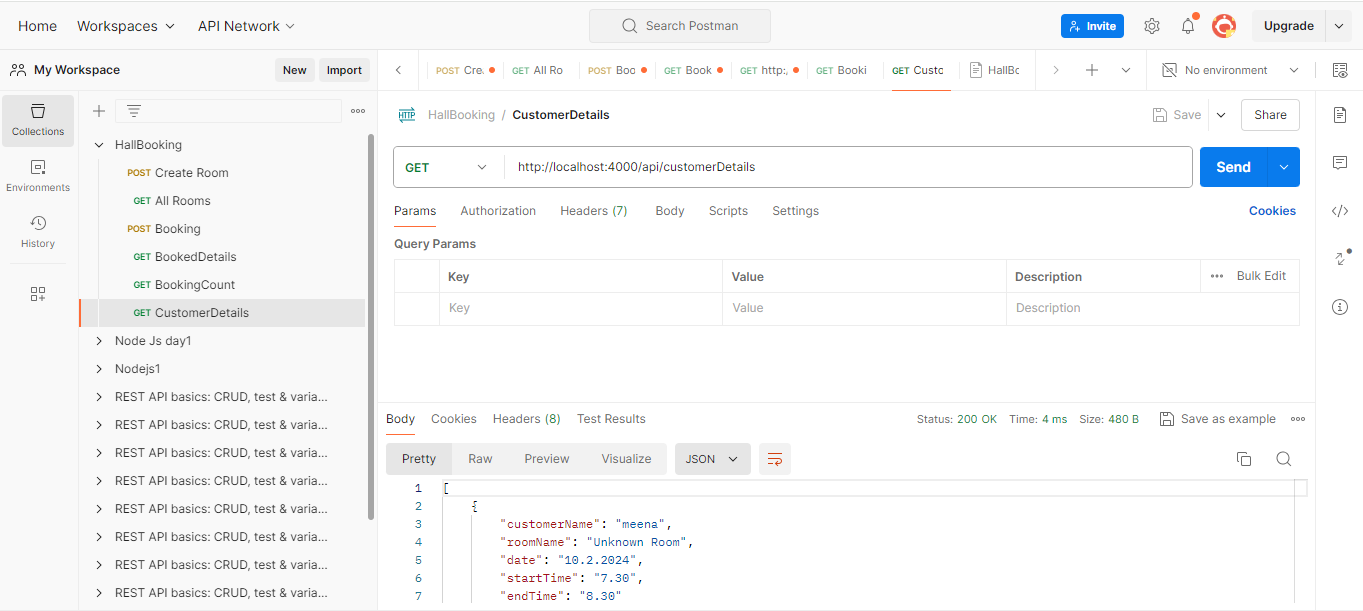 Home Workspaces API Network Search Postman Invite Upgrade
My Workspace New Import POST Cre GET All Ro POST Boo GET Book GET http:, GET Booki GET Custo HallBc No environment
Collections
Environments
History
HallBooking
POST Create Room
GET All Rooms
POST Booking
GET BookedDetails
GET BookingCount
GET CustomerDetails
Node Js day1
Nodejs1
REST API basics: CRUD, test & varia...
REST API basics: CRUD, test & varia...
REST API basics: CRUD, test & varia...
REST API basics: CRUD, test & varia...
REST API basics: CRUD, test & varia...
REST API basics: CRUD, test & varia...
REST API basics: CRUD, test & varia...
REST API basics: CRUD, test & varia...
HTTP HallBooking / CustomerDetails Save Share
GET http://localhost:4000/api/customerDetails Send
Params Authorization Headers (7) Body Scripts Settings Cookies
Query Params
Key Value Description Bulk Edit
Key Value Description
Body Cookies Headers (8) Test Results Status: 200 OK Time: 4 ms Size: 480 B Save as example
Pretty Raw Preview Visualize JSON
1 [
2 {
3 "customerName": "meena",
4 "roomName": "Unknown Room",
5 "date": "10.2.2024",
6 "startTime": "7.30",
7 "endTime": "8.30"